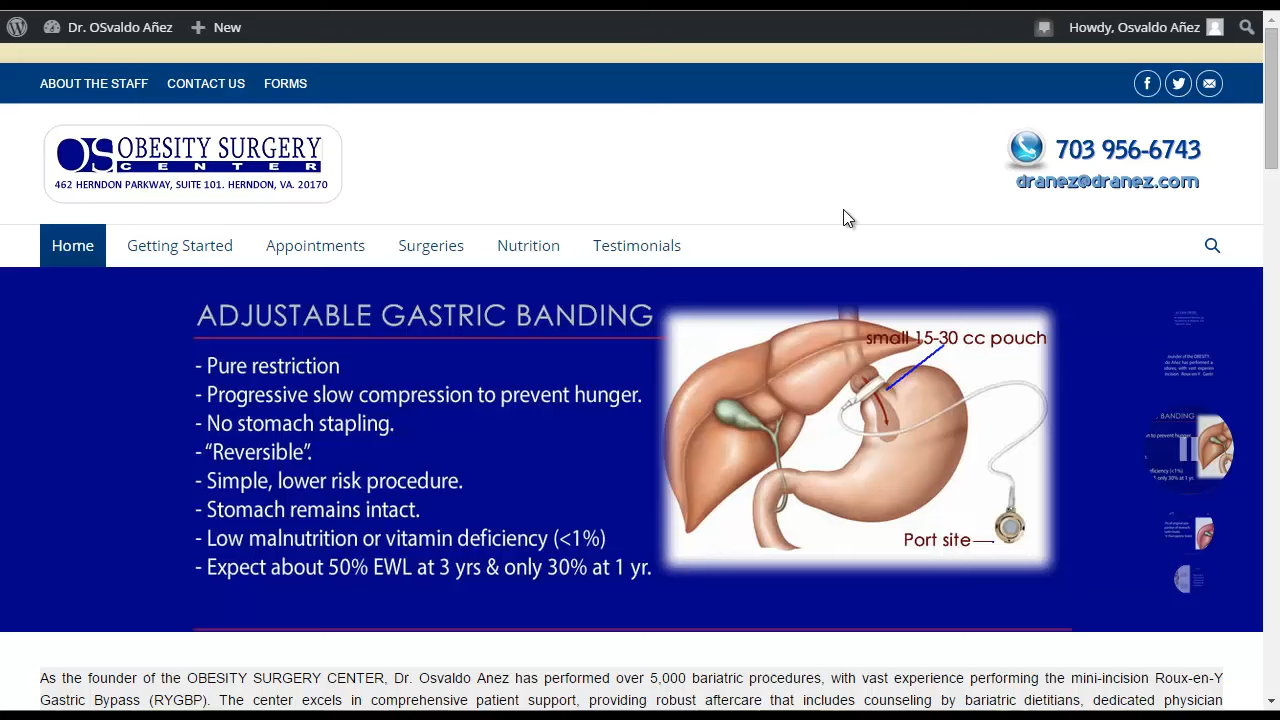 Dr. OSvaldo Añez New Howdy, Osvaldo Añez
ABOUT THE STAFF CONTACT US FORMS
OS OBESITY SURGERY
CENTER
462 HERNDON PARKWAY, SUITE 101. HERNDON, VA. 20170
703 956-6743
dranez@dranez.com
Home Getting Started Appointments Surgeries Nutrition Testimonials
ADJUSTABLE GASTRIC BANDING
- Pure restriction
- Progressive slow compression to prevent hunger.
- No stomach stapling.
- “Reversible”.
- Simple, lower risk procedure.
- Stomach remains intact.
- Low malnutrition or vitamin deficiency (<1%)
- Expect about 50% EWL at 3 yrs & only 30% at 1 yr.
small 15-30 cc pouch
Port site
As the founder of the OBESITY SURGERY CENTER, Dr. Osvaldo Anez has performed over 5,000 bariatric procedures, with vast experience performing the mini-incision Roux-en-Y
Gastric Bypass (RYGBP). The center excels in comprehensive patient support, providing robust aftercare that includes counseling by bariatric dietitians, dedicated physician